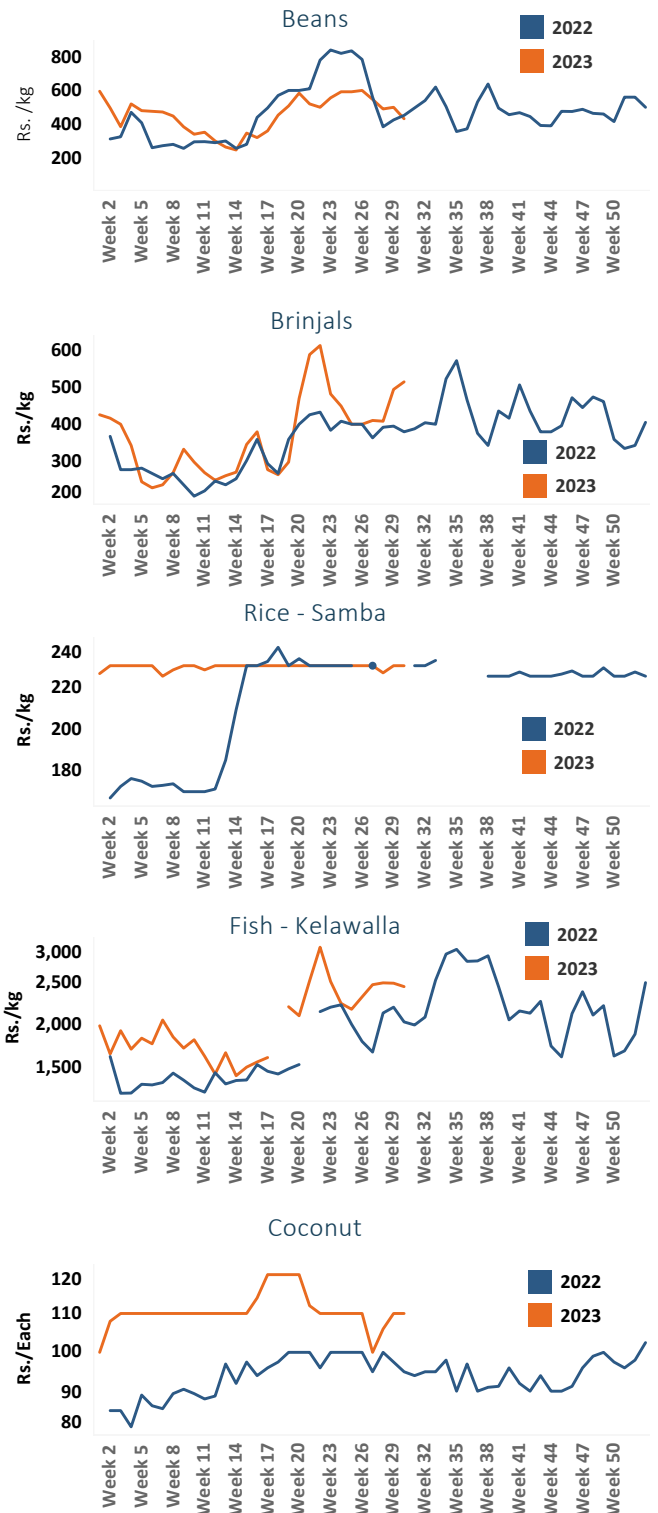 Beans
2022
2023
Rs. /kg
800
600
400
200
Week 2
Week 5
Week 8
Week 11
Week 14
Week 17
Week 20
Week 23
Week 26
Week 29
Week 32
Week 35
Week 38
Week 41
Week 44
Week 47
Week 50
Brinjals
Rs./kg
600
500
400
300
200
2022
2023
Week 2
Week 5
Week 8
Week 11
Week 14
Week 17
Week 20
Week 23
Week 26
Week 29
Week 32
Week 35
Week 38
Week 41
Week 44
Week 47
Week 50
Rice - Samba
Rs./kg
240
220
200
180
2022
2023
Week 2
Week 5
Week 8
Week 11
Week 14
Week 17
Week 20
Week 23
Week 26
Week 29
Week 32
Week 35
Week 38
Week 41
Week 44
Week 47
Week 50
Fish - Kelawalla
2022
2023
Rs./kg
3,000
2,500
2,000
1,500
Week 2
Week 5
Week 8
Week 11
Week 14
Week 17
Week 20
Week 23
Week 26
Week 29
Week 32
Week 35
Week 38
Week 41
Week 44
Week 47
Week 50
Coconut
2022
2023
Rs./Each
120
110
100
90
80
Week 2
Week 5
Week 8
Week 11
Week 14
Week 17
Week 20
Week 23
Week 26
Week 29
Week 32
Week 35
Week 38
Week 41
Week 44
Week 47
Week 50